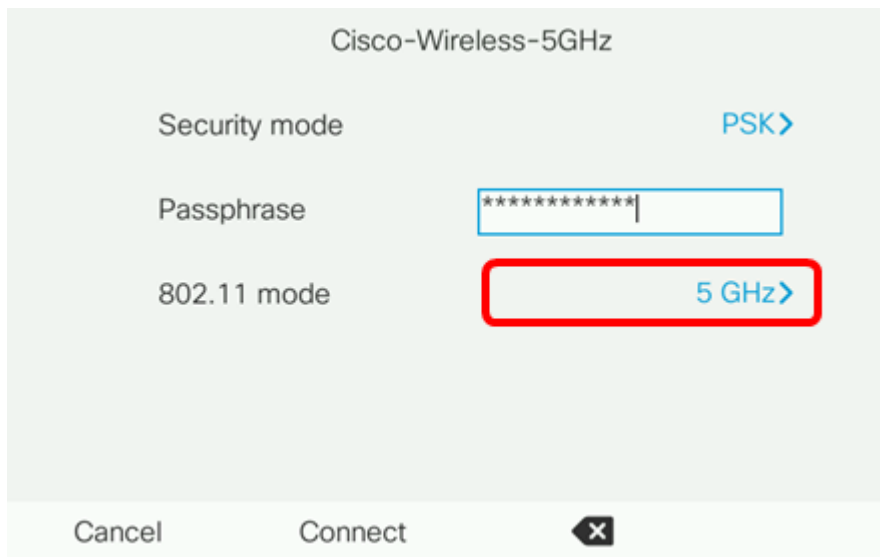 Cisco-Wireless-5GHz
Security mode PSK>
Passphrase ************
802.11 mode 5 GHz>
Cancel Connect